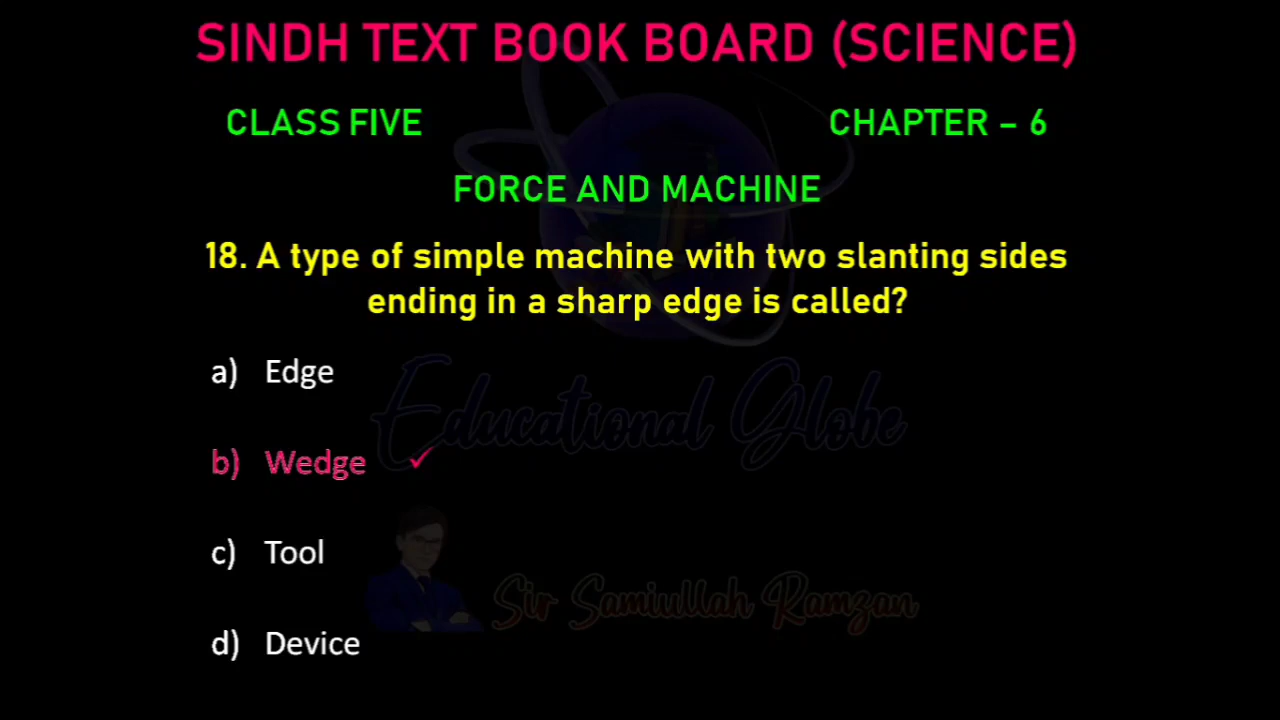 SINDH TEXT BOOK BOARD (SCIENCE)
CLASS FIVE
CHAPTER – 6
FORCE AND MACHINE
18. A type of simple machine with two slanting sides
ending in a sharp edge is called?
a) Edge
Educational Globe
b) Wedge ✓
c) Tool
Sir Samiullah Ramzan
d) Device